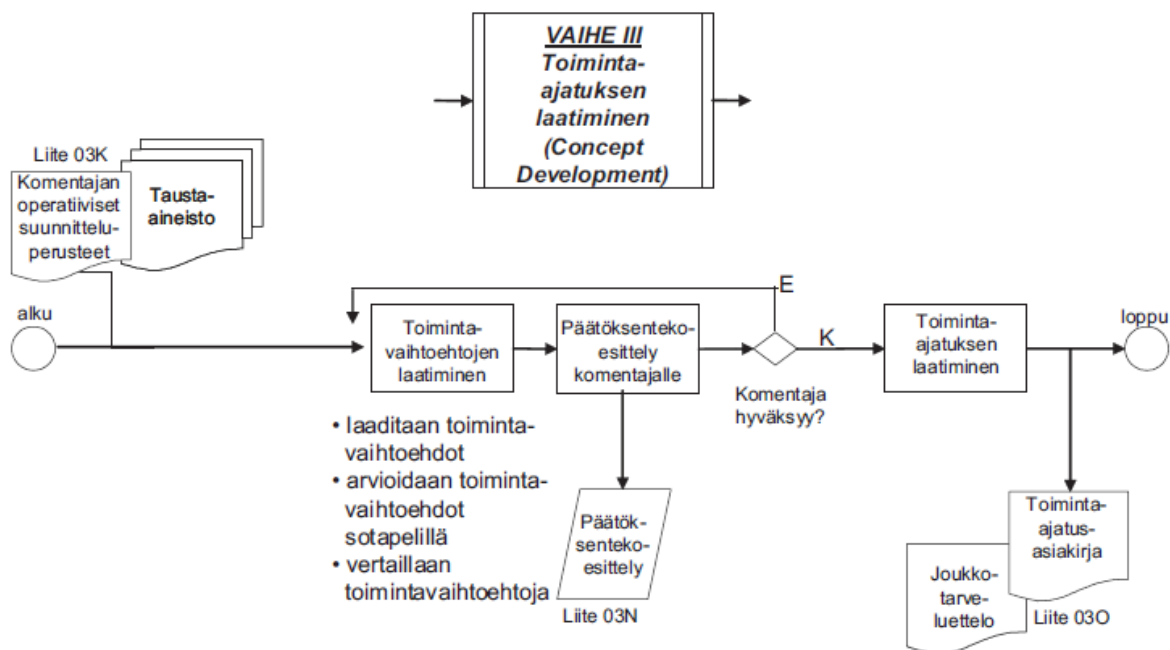 VAIHE III
Toiminta-
ajatuksen
laatiminen
(Concept
Development)
Liite 03K
Komentajan
operatiiviset
suunnittelu-
perusteet
Tausta-
aineisto
alku
E
Toiminta-
vaihtoehtojen
laatiminen
Päätöksenteko-
esittely
komentajalle
K
Komentaja
hyväksyy?
Toiminta-
ajatuksen
laatiminen
loppu
• laaditaan toiminta-
vaihtoehdot
• arvioidaan toiminta-
vaihtoehdot
sotapelillä
• vertaillaan
toimintavaihtoehtoja
Päätök-
senteko-
esittely
Liite 03N
Toiminta-
ajatus-
asiakirja
Joukko-
tarve-
luettelo
Liite 03O